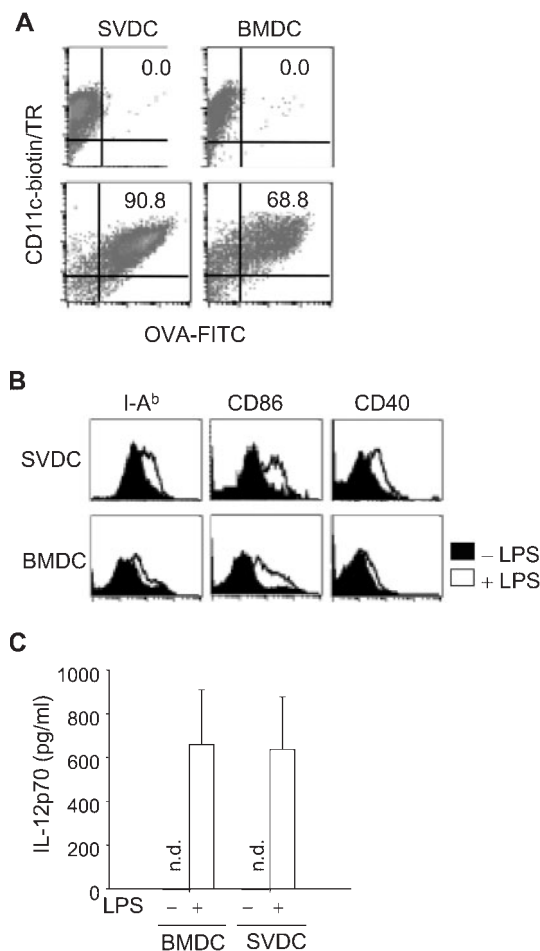 A
SVDC BMDC
0.0 0.0
CD11c-biotin/TR
90.8 68.8
OVA-FITC
B
I-Aᵇ CD86 CD40
SVDC
BMDC
– LPS
+ LPS
C
IL-12p70 (pg/ml)
1000
800
600
400
200
0
n.d. n.d.
LPS – + – +
BMDC SVDC